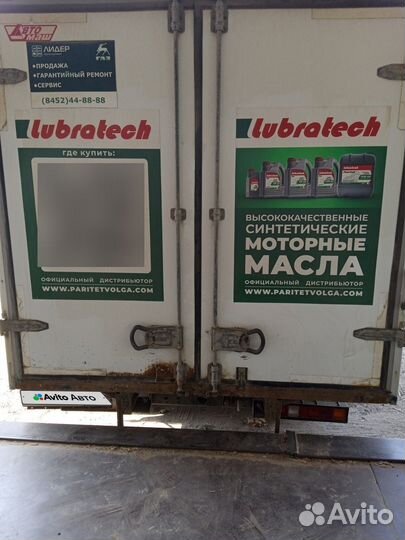 АВТО
МАШ
ЛИДЕР
ГАЗ
•ПРОДАЖА
•ГАРАНТИЙНЫЙ РЕМОНТ
•СЕРВИС
(8452)44-88-88
lubratech
где купить:
ОФИЦИАЛЬНЫЙ ДИСТРИБЬЮТОР
WWW.PARITETVOLGA.COM
lubratech
ВЫСОКОКАЧЕСТВЕННЫЕ
СИНТЕТИЧЕСКИЕ
МОТОРНЫЕ
МАСЛА
ОФИЦИАЛЬНЫЙ ДИСТРИБЬЮТОР
WWW.PARITETVOLGA.COM
Avito Авто
Avito